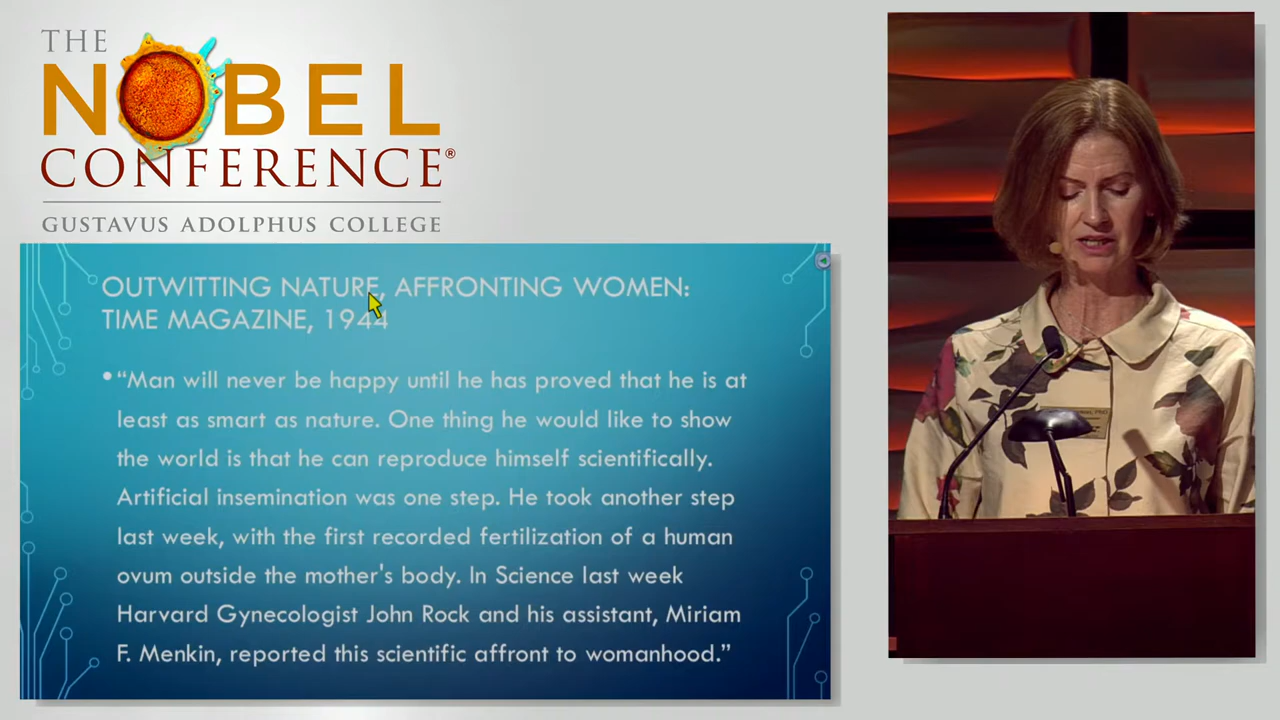 THE
NOBEL
CONFERENCE®
GUSTAVUS ADOLPHUS COLLEGE
OUTWITTING NATURE, AFFRONTING WOMEN:
TIME MAGAZINE, 1944
•“Man will never be happy until he has proved that he is at
least as smart as nature. One thing he would like to show
the world is that he can reproduce himself scientifically.
Artificial insemination was one step. He took another step
last week, with the first recorded fertilization of a human
ovum outside the mother's body. In Science last week
Harvard Gynecologist John Rock and his assistant, Miriam
F. Menkin, reported this scientific affront to womanhood.”